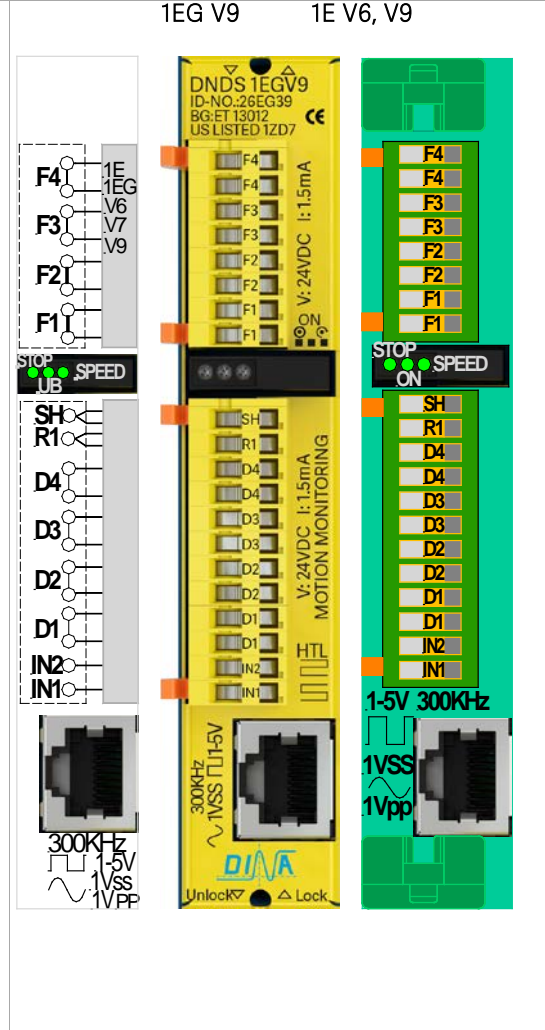 1EG V9
1E V6, V9
F4
1E
1EG
F3
V6
V7
V9
F2
F1
STOP
SPEED
UB
SH
R1
D4
D3
D2
D1
IN2
IN1
300KHz
1-5V
1VSS
1VPP
DNDS 1EGV9
ID-NO.:26EG39
BG:ET 13012
US LISTED 1ZD7
CE
F4
F4
F3
F3
F2
F2
F1
F1
V: 24VDC I: 1.5mA
ON
SH
R1
D4
D4
D3
D3
D2
D2
D1
D1
IN2
IN1
V: 24VDC I: 1.5mA
MOTION MONITORING
HTL
300KHz
1VSS 1-5V
DINA
Unlock
Lock
F4
F4
F3
F3
F2
F2
F1
F1
STOP
SPEED
ON
SH
R1
D4
D4
D3
D3
D2
D2
D1
D1
IN2
IN1
1-5V 300KHz
1VSS
1Vpp